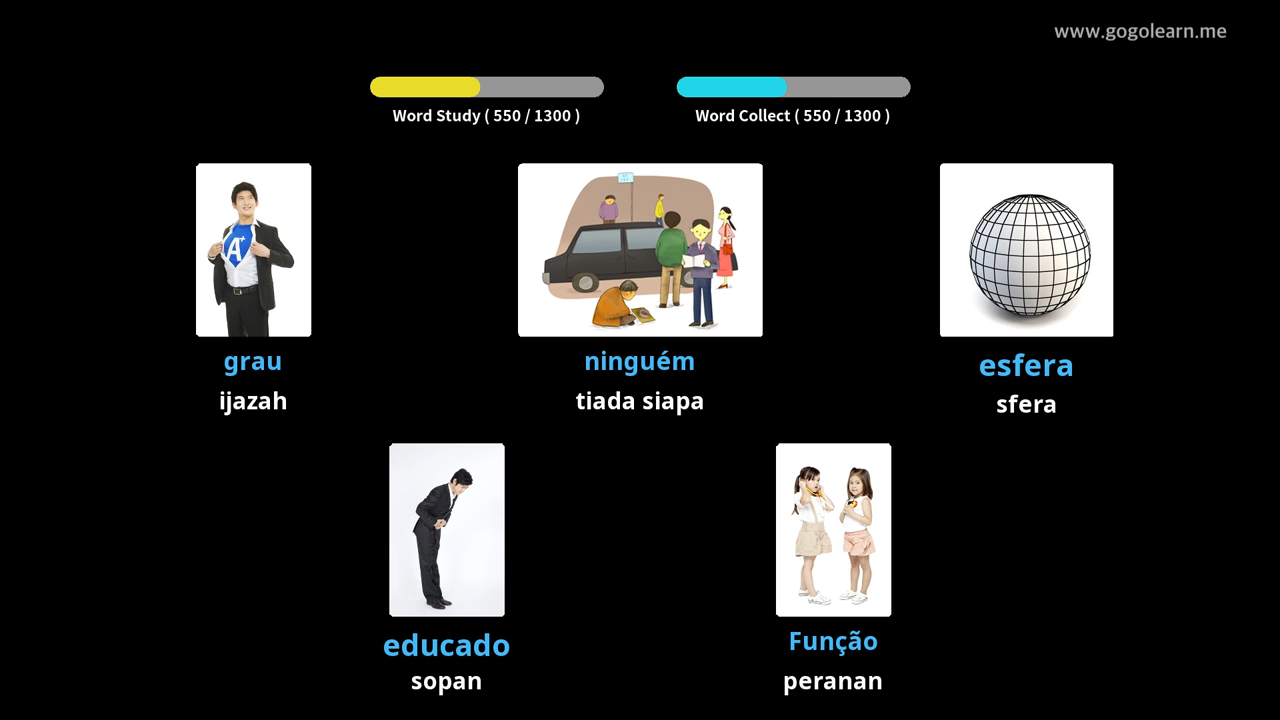 www.gogolearn.me
Word Study ( 550 / 1300 )
Word Collect ( 550 / 1300 )
A+
grau
ijazah
ninguém
tiada siapa
esfera
sfera
educado
sopan
Função
peranan